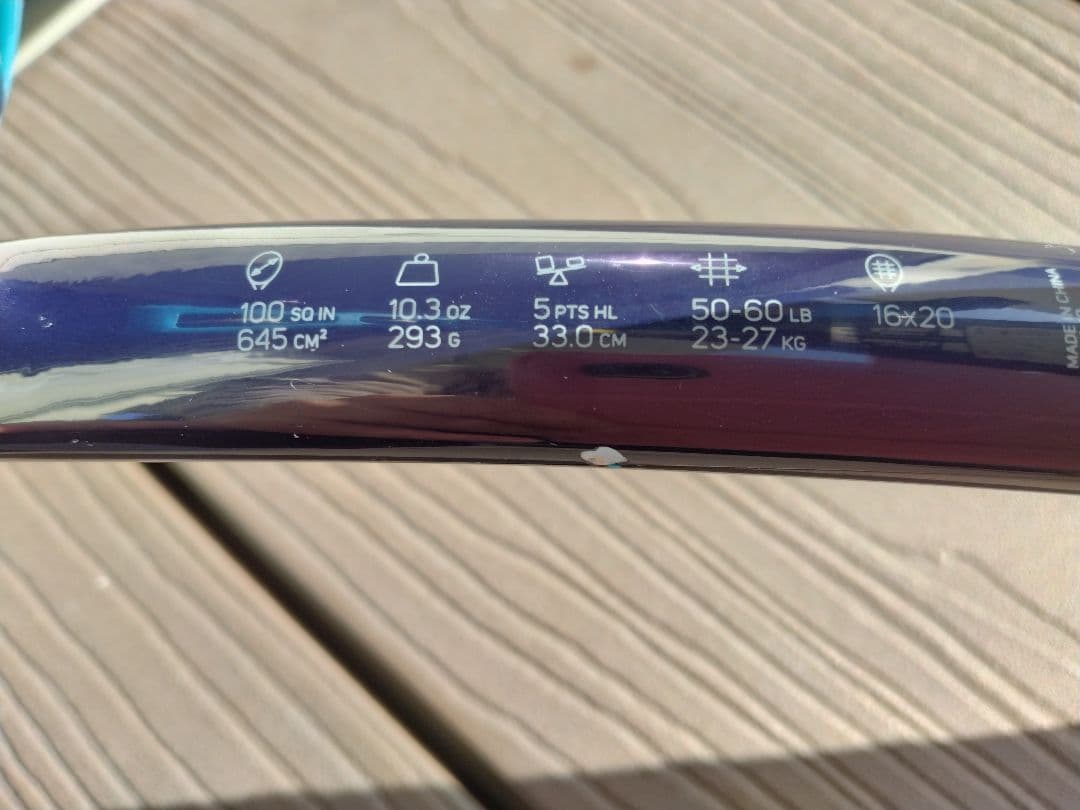 100 SQ IN
645 CM²
10.3 OZ
293 G
5 PTS HL
33.0 CM
50-60 LB
23-27 KG
16x20
MADE IN CHINA